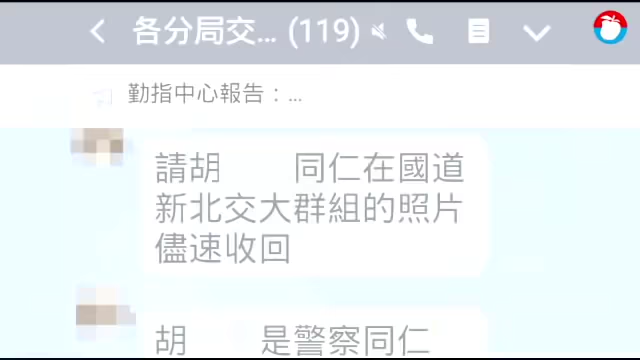 各分局交... (119)
勤指中心報告：...
請胡 同仁在國道
新北交大群組的照片
儘速收回
胡 是警察同仁